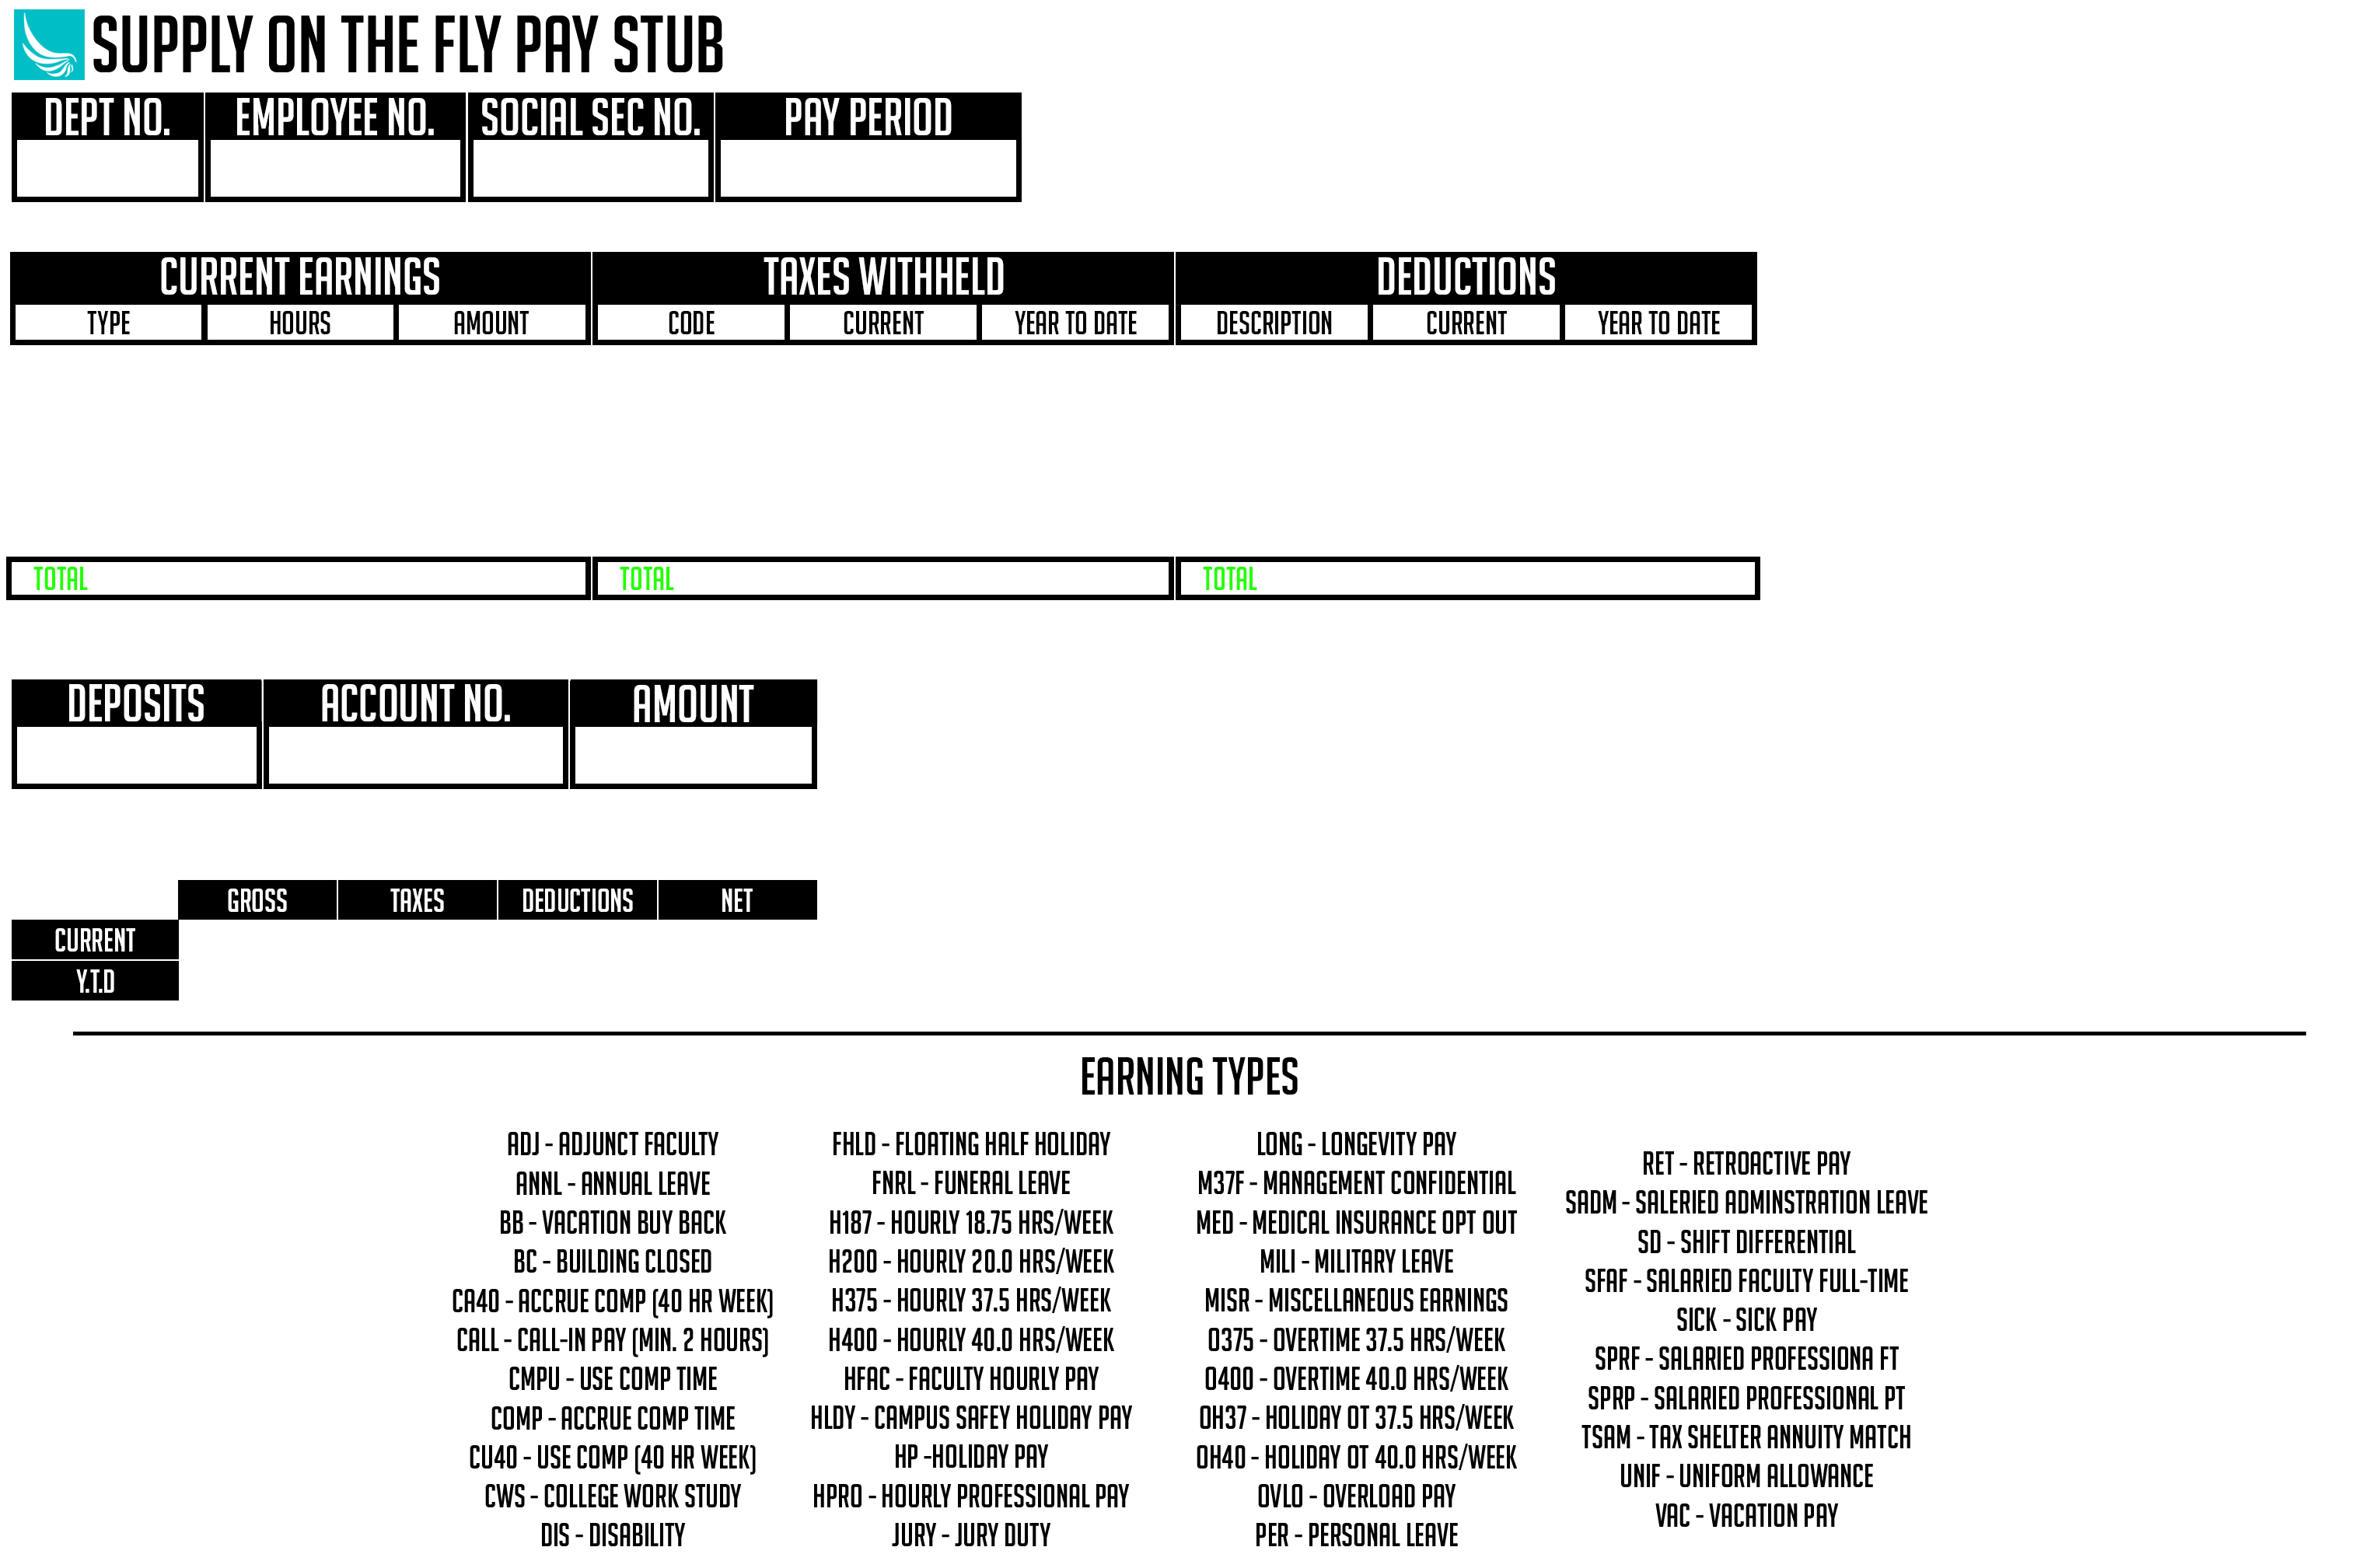 SUPPLY ON THE FLY PAY STUB
DEPT NO. EMPLOYEE NO. SOCIAL SEC NO. PAY PERIOD
CURRENT EARNINGS TAXES WITHHELD DEDUCTIONS
TYPE HOURS AMOUNT CODE CURRENT YEAR TO DATE DESCRIPTION CURRENT YEAR TO DATE
TOTAL TOTAL TOTAL
DEPOSITS ACCOUNT NO. AMOUNT
GROSS TAXES DEDUCTIONS NET
CURRENT
Y.T.D
EARNING TYPES
ADJ - ADJUNCT FACULTY
ANNL - ANNUAL LEAVE
BB - VACATION BUY BACK
BC - BUILDING CLOSED
CA40 - ACCRUE COMP (40 HR WEEK)
CALL - CALL-IN PAY (MIN. 2 HOURS)
CMPU - USE COMP TIME
COMP - ACCRUE COMP TIME
CU40 - USE COMP (40 HR WEEK)
CWS - COLLEGE WORK STUDY
DIS - DISABILITY
FHLD - FLOATING HALF HOLIDAY
FNRL - FUNERAL LEAVE
H187 - HOURLY 18.75 HRS/WEEK
H200 - HOURLY 20.0 HRS/WEEK
H375 - HOURLY 37.5 HRS/WEEK
H400 - HOURLY 40.0 HRS/WEEK
HFAC - FACULTY HOURLY PAY
HLDY - CAMPUS SAFEY HOLIDAY PAY
HP -HOLIDAY PAY
HPRO - HOURLY PROFESSIONAL PAY
JURY - JURY DUTY
LONG - LONGEVITY PAY
M37F - MANAGEMENT CONFIDENTIAL
MED - MEDICAL INSURANCE OPT OUT
MILI - MILITARY LEAVE
MISR - MISCELLANEOUS EARNINGS
O375 - OVERTIME 37.5 HRS/WEEK
O400 - OVERTIME 40.0 HRS/WEEK
OH37 - HOLIDAY OT 37.5 HRS/WEEK
OH40 - HOLIDAY OT 40.0 HRS/WEEK
OVLO - OVERLOAD PAY
PER - PERSONAL LEAVE
RET - RETROACTIVE PAY
SADM - SALERIED ADMINSTRATION LEAVE
SD - SHIFT DIFFERENTIAL
SFAF - SALARIED FACULTY FULL-TIME
SICK - SICK PAY
SPRF - SALARIED PROFESSIONA FT
SPRP - SALARIED PROFESSIONAL PT
TSAM - TAX SHELTER ANNUITY MATCH
UNIF - UNIFORM ALLOWANCE
VAC - VACATION PAY